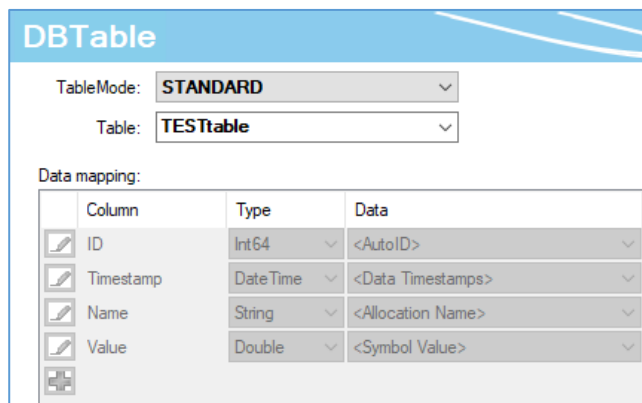 DBTable
TableMode: STANDARD
Table: TESTtable
Data mapping:
Column Type Data
ID Int64 <AutoID>
Timestamp DateTime <Data Timestamps>
Name String <Allocation Name>
Value Double <Symbol Value>